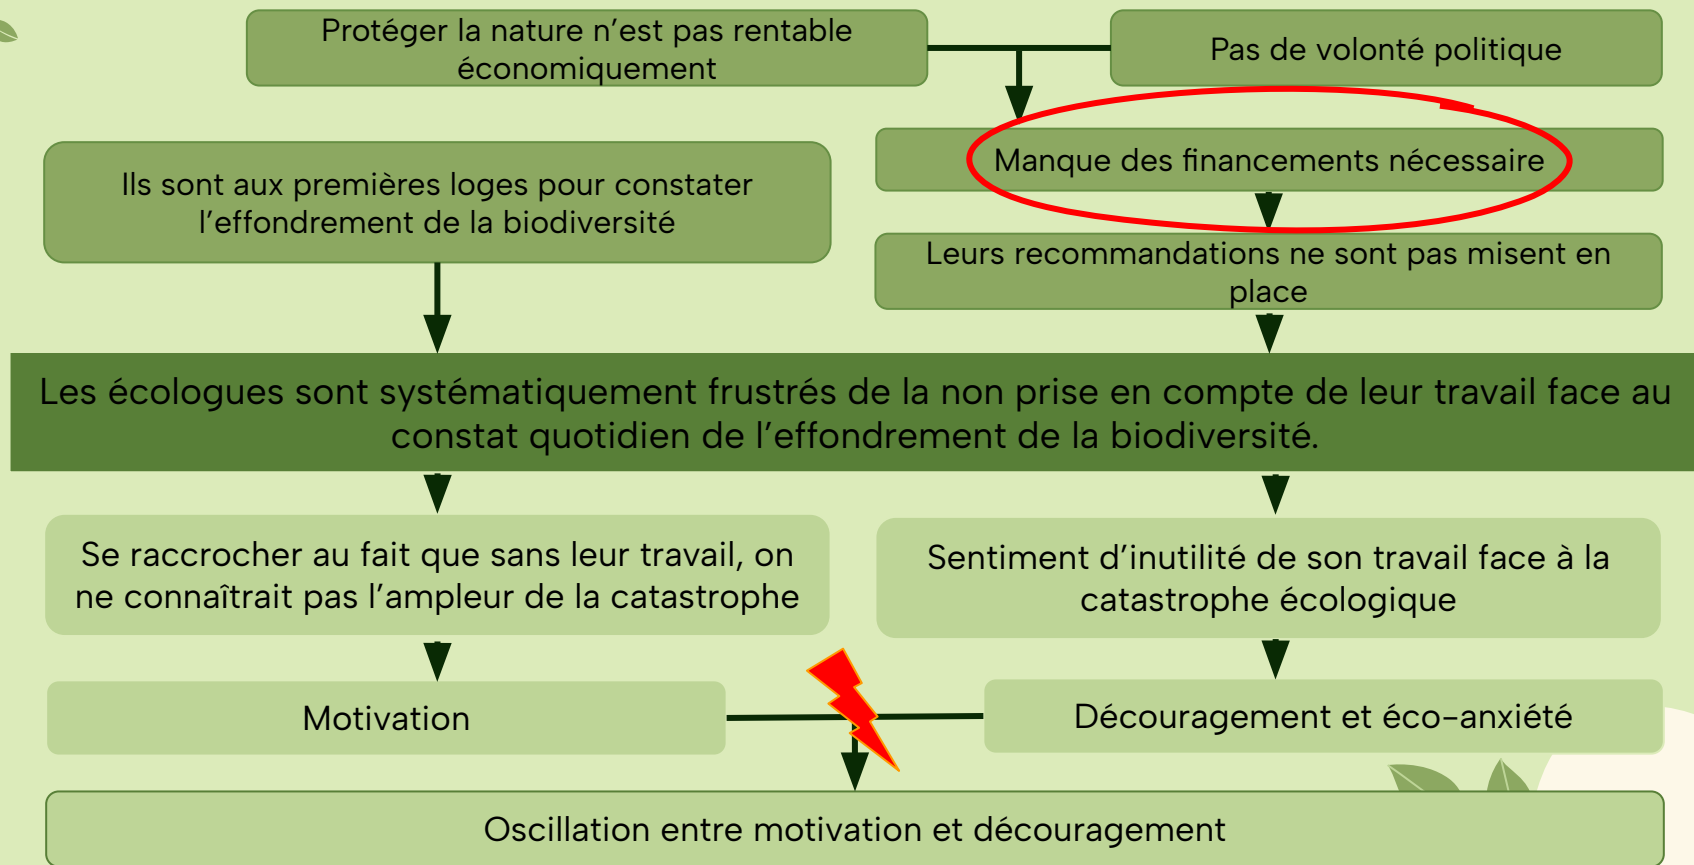 Protéger la nature n’est pas rentable
économiquement
Pas de volonté politique
Manque des financements nécessaire
Ils sont aux premières loges pour constater
l’effondrement de la biodiversité
Leurs recommandations ne sont pas misent en
place
Les écologues sont systématiquement frustrés de la non prise en compte de leur travail face au
constat quotidien de l’effondrement de la biodiversité.
Se raccrocher au fait que sans leur travail, on
ne connaîtrait pas l’ampleur de la catastrophe
Sentiment d’inutilité de son travail face à la
catastrophe écologique
Motivation
Découragement et éco-anxiété
Oscillation entre motivation et découragement